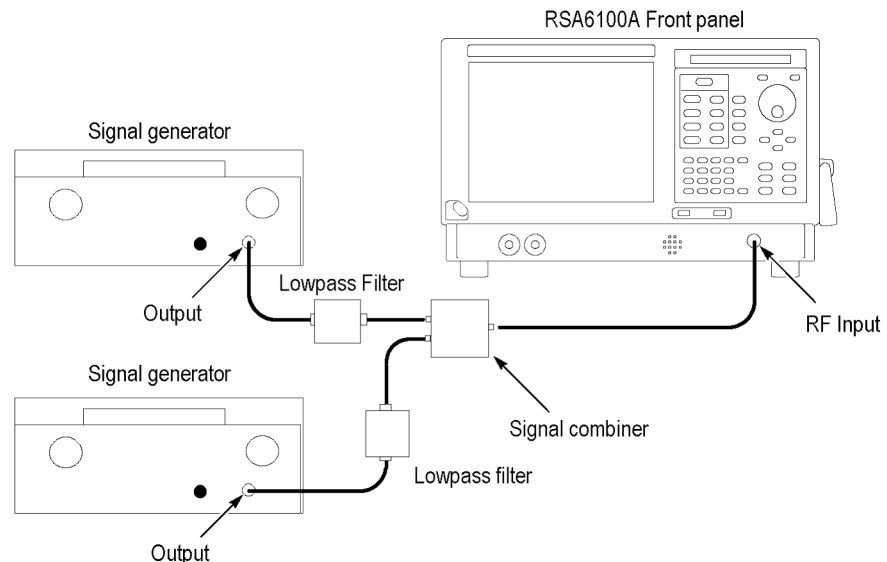 RSA6100A Front panel
Signal generator
Lowpass Filter
Output
RF Input
Signal generator
Signal combiner
Lowpass filter
Output